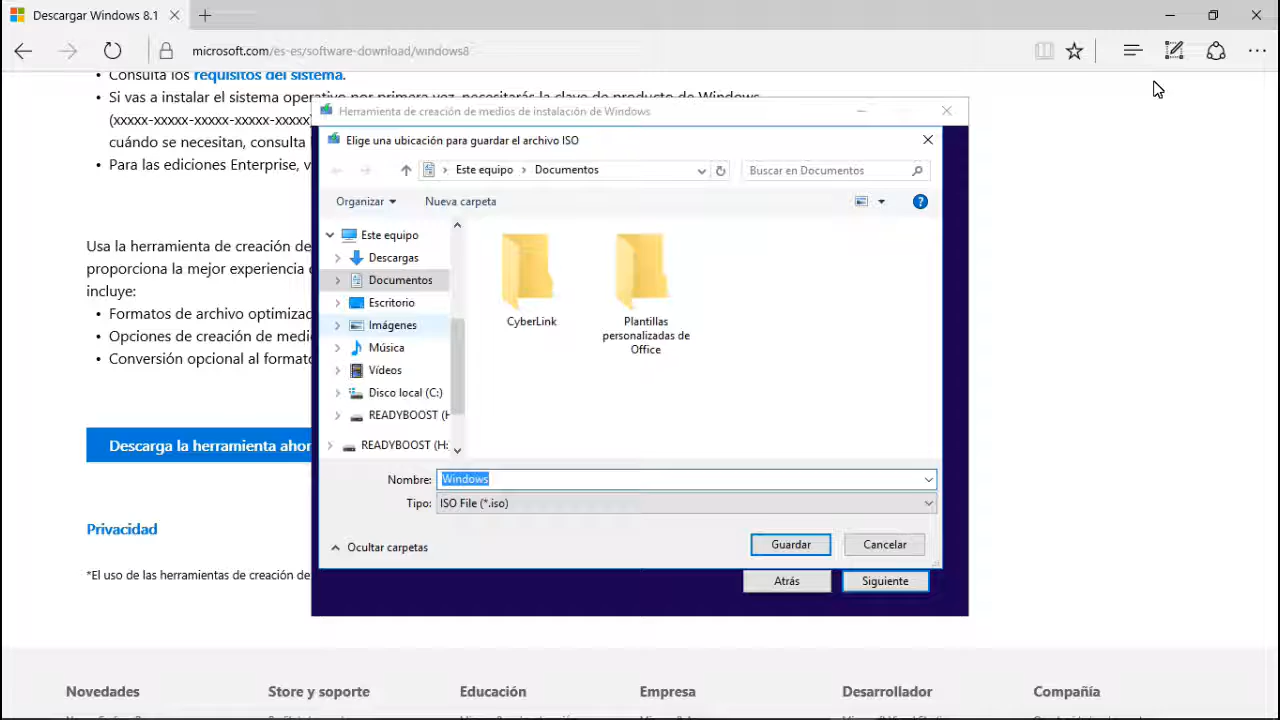 Descargar Windows 8.1
microsoft.com/es-es/software-download/windows8
• Consulta los requisitos del sistema.
• Si vas a instalar el sistema operativo por primera vez, necesitarás la clave de producto de Windows
(xxxxx-xxxxx-xxxxx-xxxxx-xxxxx)
cuándo se necesitan, consulta
• Para las ediciones Enterprise, v
Usa la herramienta de creación de
proporciona la mejor experiencia
incluye:
• Formatos de archivo optimizad
• Opciones de creación de medi
• Conversión opcional al formato
Descarga la herramienta ahor
Privacidad
*El uso de las herramientas de creación de
Herramienta de creación de medios de instalación de Windows
Elige una ubicación para guardar el archivo ISO
Este equipo > Documentos
Buscar en Documentos
Organizar
Nueva carpeta
Este equipo
Descargas
Documentos
Escritorio
Imágenes
Música
Vídeos
Disco local (C:)
READYBOOST (H
READYBOOST (H:
CyberLink
Plantillas
personalizadas de
Office
Nombre: Windows
Tipo: ISO File (*.iso)
Ocultar carpetas
Guardar
Cancelar
Atrás
Siguiente
Novedades
Store y soporte
Educación
Empresa
Desarrollador
Compañía